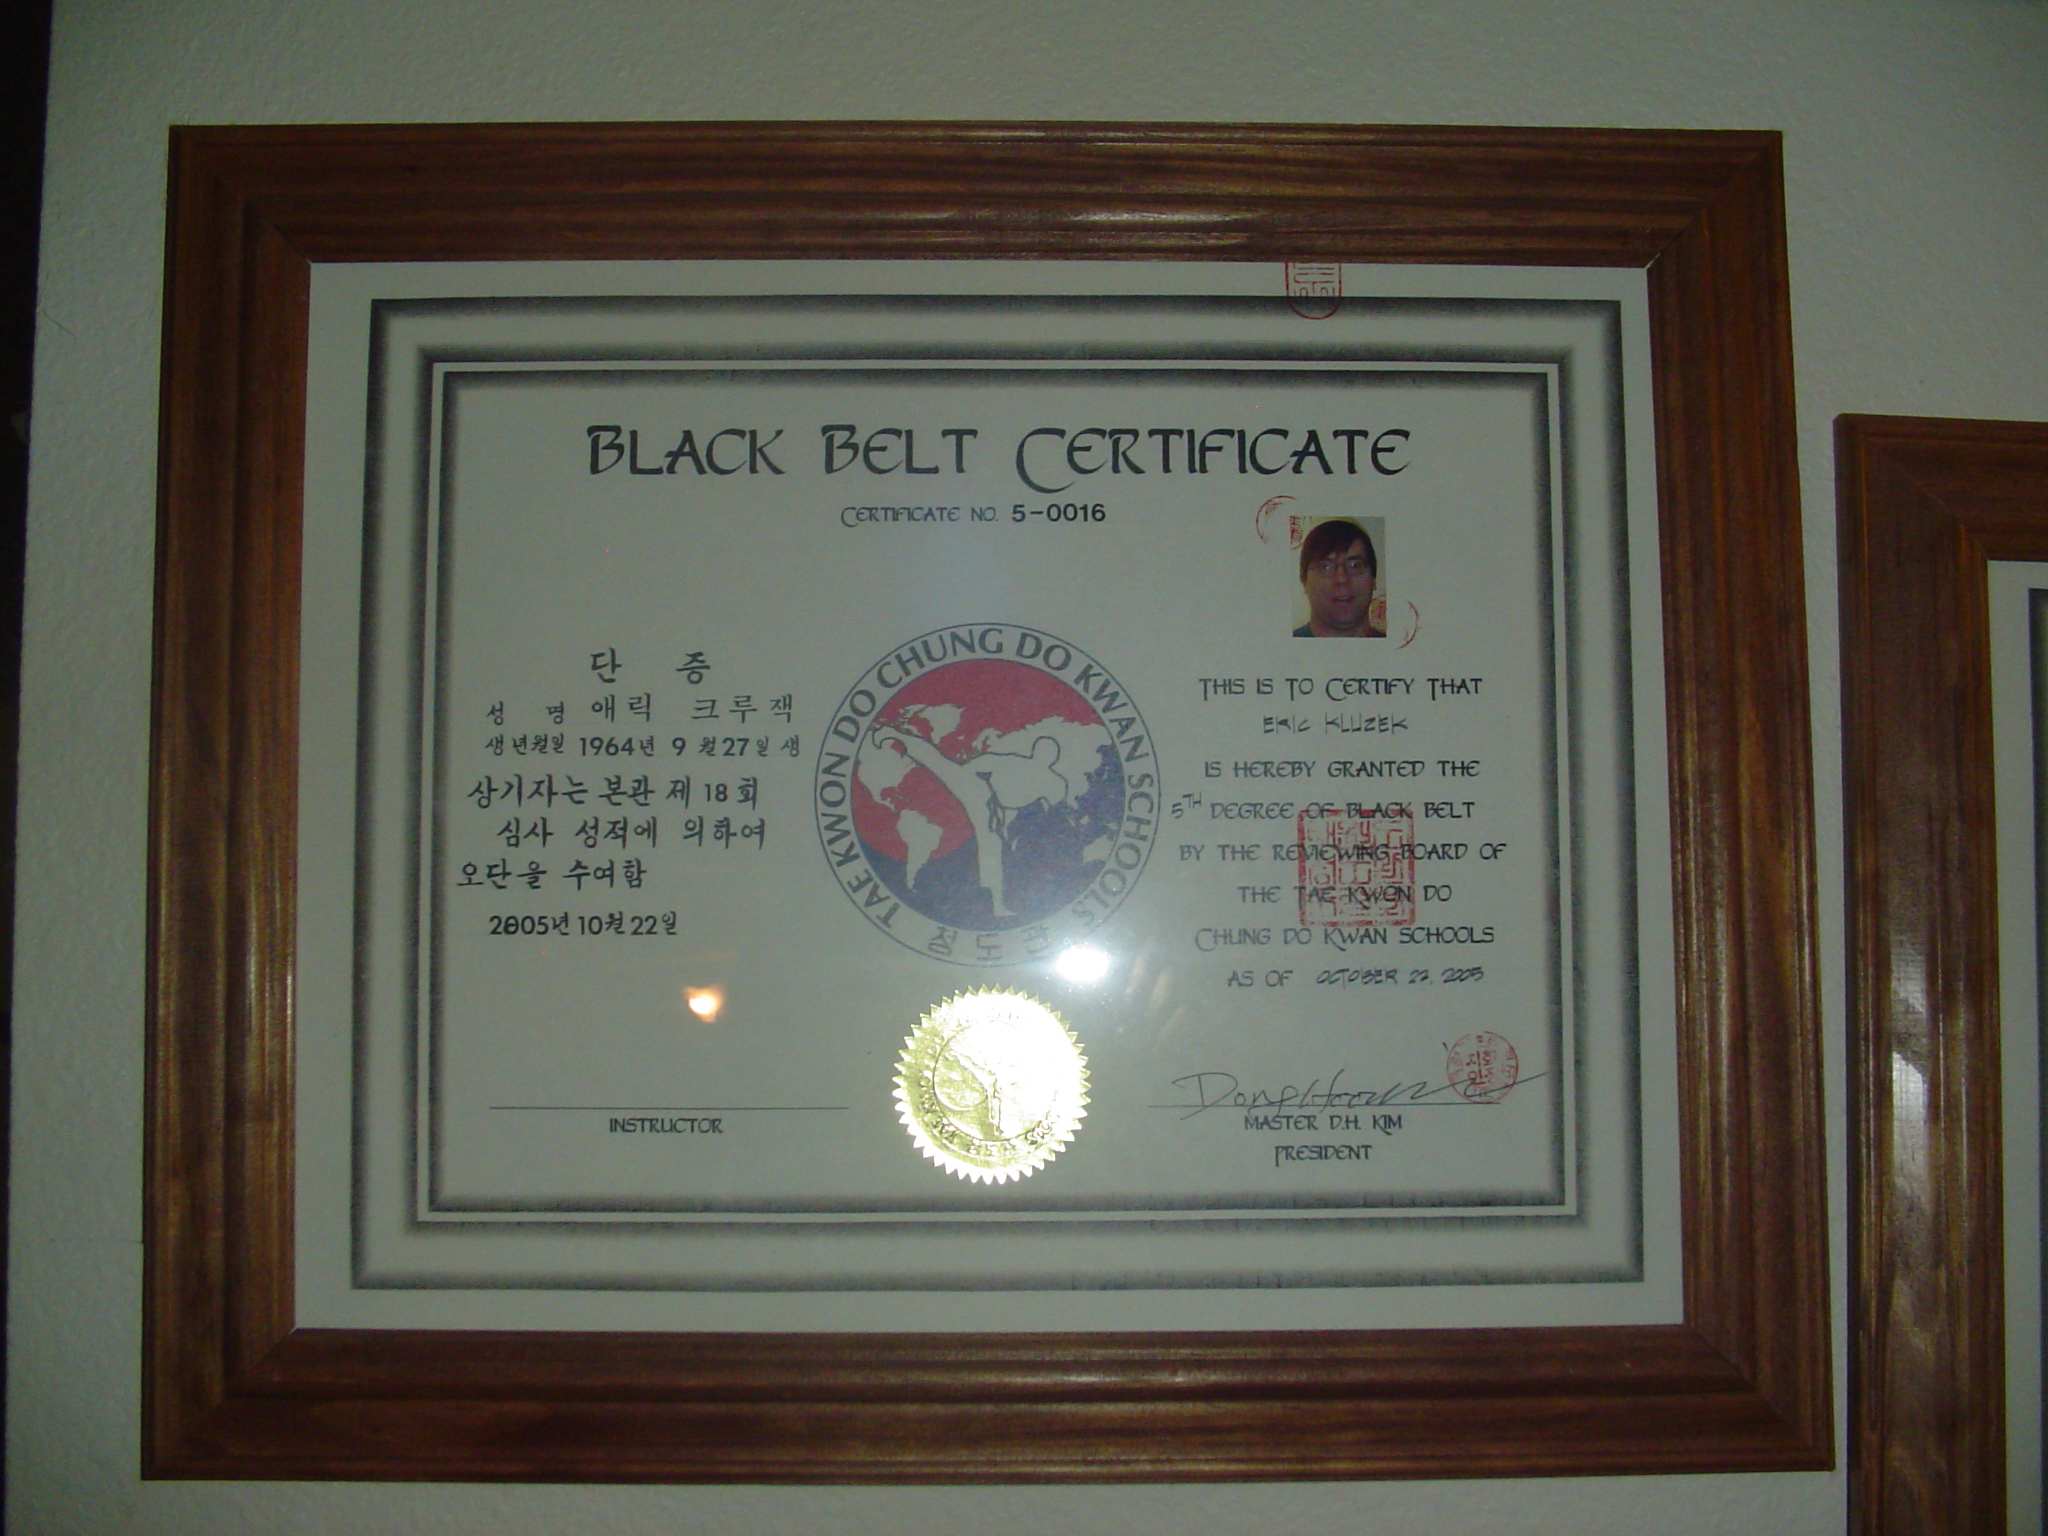 BLACK BELT CERTIFICATE
CERTIFICATE NO. 5-0016
단 증
성 명 애릭 크루잭
생년월일 1964년 9 월 27일 생
상기자는 본관 제 18 회
심사 성적에 의하여
오단을 수여함
2005년 10월 22일
TAE KWON DO CHUNG DO KWAN SCHOOLS
정도관
THIS IS TO CERTIFY THAT
ERIC KLUZEK
IS HEREBY GRANTED THE
5TH DEGREE OF BLACK BELT
BY THE REVIEWING BOARD OF
THE TAE KWON DO
CHUNG DO KWAN SCHOOLS
AS OF OCTOBER 22, 2005
INSTRUCTOR
MASTER D.H. KIM
PRESIDENT